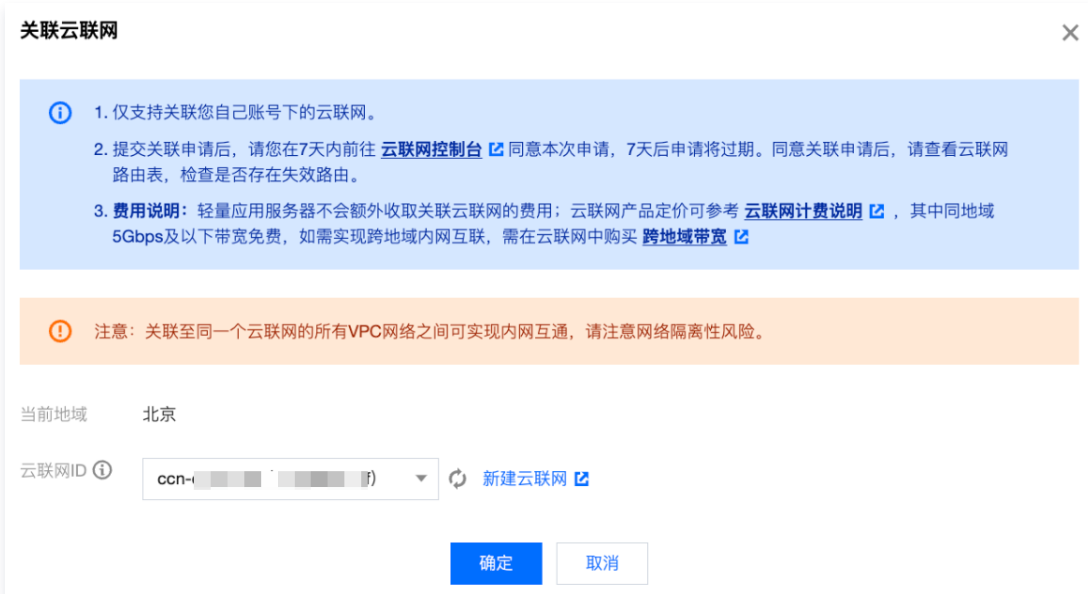 关联云联网
1. 仅支持关联您自己账号下的云联网。
2. 提交关联申请后，请您在7天内前往 云联网控制台 同意本次申请，7天后申请将过期。同意关联申请后，请查看云联网
路由表，检查是否存在失效路由。
3. 费用说明：轻量应用服务器不会额外收取关联云联网的费用；云联网产品定价可参考 云联网计费说明 ，其中同地域
5Gbps及以下带宽免费，如需实现跨地域内网互联，需在云联网中购买 跨地域带宽
注意：关联至同一个云联网的所有VPC网络之间可实现内网互通，请注意网络隔离性风险。
当前地域 北京
云联网ID ccn- 新建云联网
确定 取消